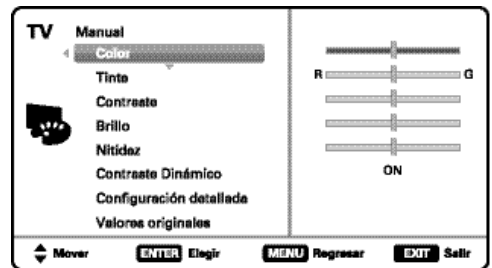 TV Manual
Color
Tinte R G
Contraste
Brillo
Nitidez
Contraste Dinámico ON
Configuración detallada
Valores originales
Mover ENTER Elegir MENU Regresar EXIT Salir